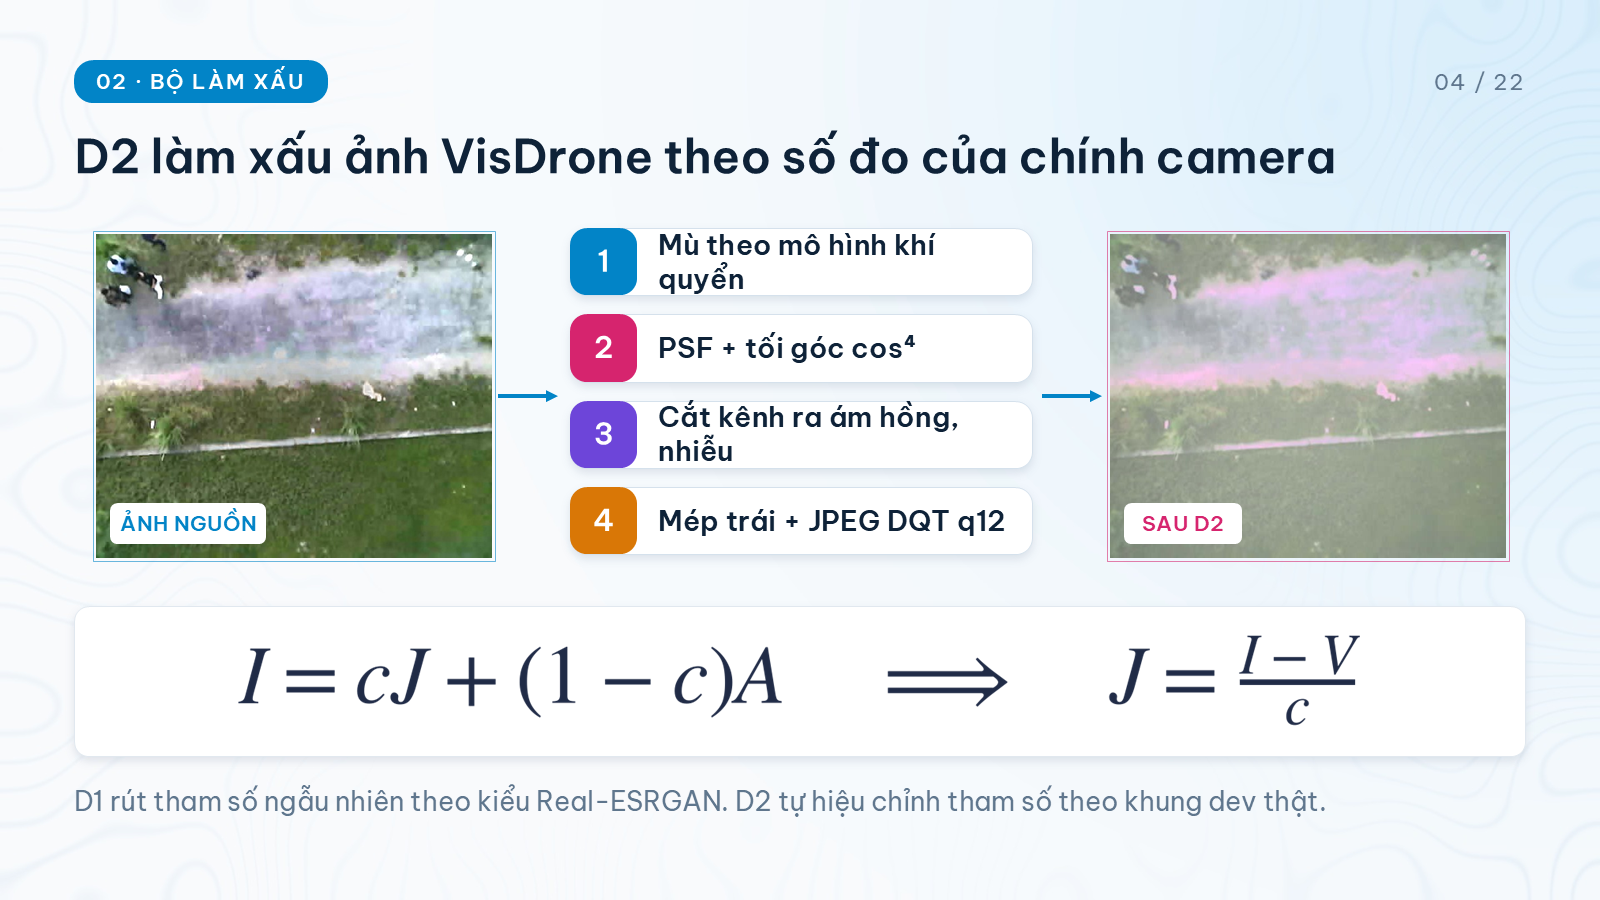 02 · BỘ LÀM XẤU
04 / 22
D2 làm xấu ảnh VisDrone theo số đo của chính camera
ẢNH NGUỒN
1
Mù theo mô hình khí
quyển
2
PSF + tối góc cos⁴
3
Cắt kênh ra ám hồng,
nhiễu
4
Mép trái + JPEG DQT q12
SAU D2
I = cJ + (1 − c)A ⟹ J = \frac{I − V}{c}
D1 rút tham số ngẫu nhiên theo kiểu Real-ESRGAN. D2 tự hiệu chỉnh tham số theo khung dev thật.